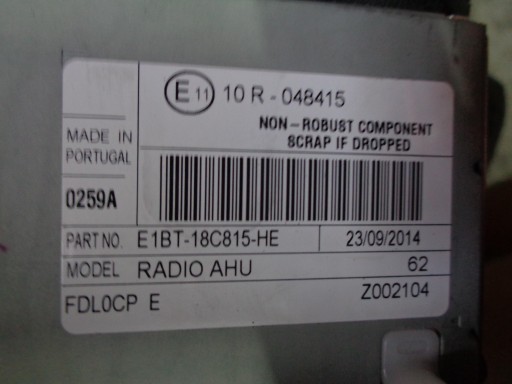 E 11 10 R - 048415
NON-ROBUST COMPONENT
SCRAP IF DROPPED
MADE IN
PORTUGAL
0259A
PART NO. E1BT-18C815-HE 23/09/2014
MODEL RADIO AHU 62
FDL0CP E Z002104